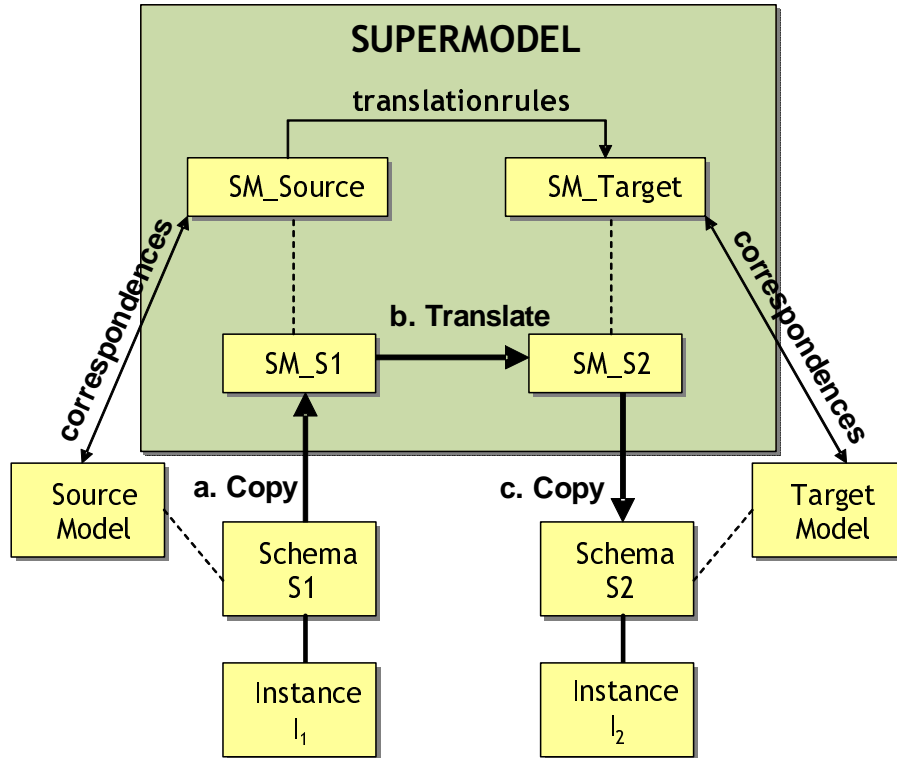 SUPERMODEL
translationrules
SM_Source
SM_Target
correspondences
correspondences
b. Translate
SM_S1
SM_S2
a. Copy
c. Copy
Source
Model
Target
Model
Schema
S1
Schema
S2
Instance
I₁
Instance
I₂